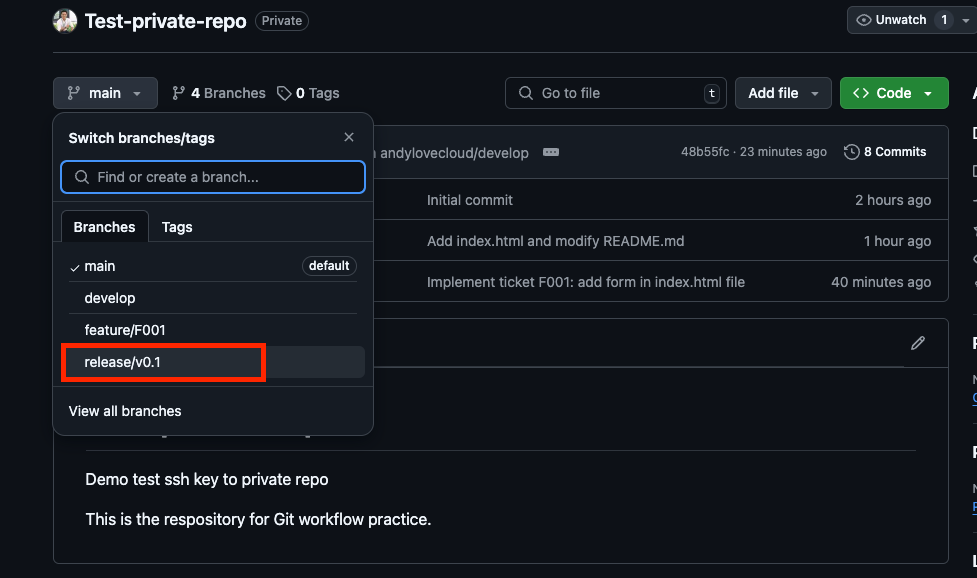 Test-private-repo Private
Unwatch 1
main 4 Branches 0 Tags Go to file t Add file Code
Switch branches/tags
andylovecloud/develop 48b55fc · 23 minutes ago 8 Commits
Find or create a branch...
Initial commit 2 hours ago
Branches Tags
Add index.html and modify README.md 1 hour ago
main default
Implement ticket F001: add form in index.html file 40 minutes ago
develop
feature/F001
release/v0.1
View all branches
Demo test ssh key to private repo
This is the respository for Git workflow practice.